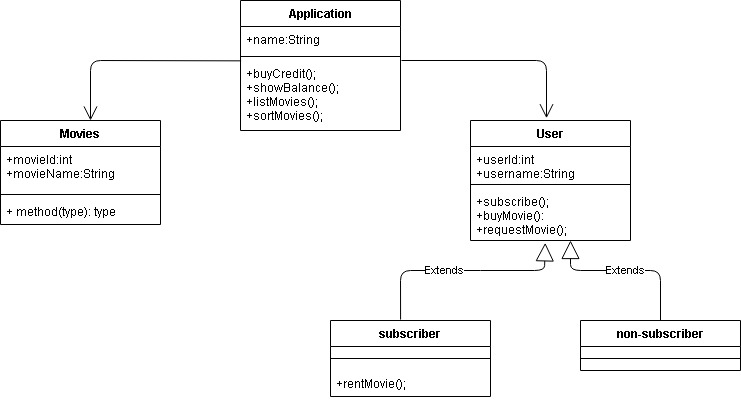 Application
+name:String
+buyCredit();
+showBalance();
+listMovies();
+sortMovies();
Movies
+movieId:int
+movieName:String
+ method(type): type
User
+userId:int
+username:String
+subscribe();
+buyMovie():
+requestMovie();
Extends
Extends
subscriber
+rentMovie();
non-subscriber